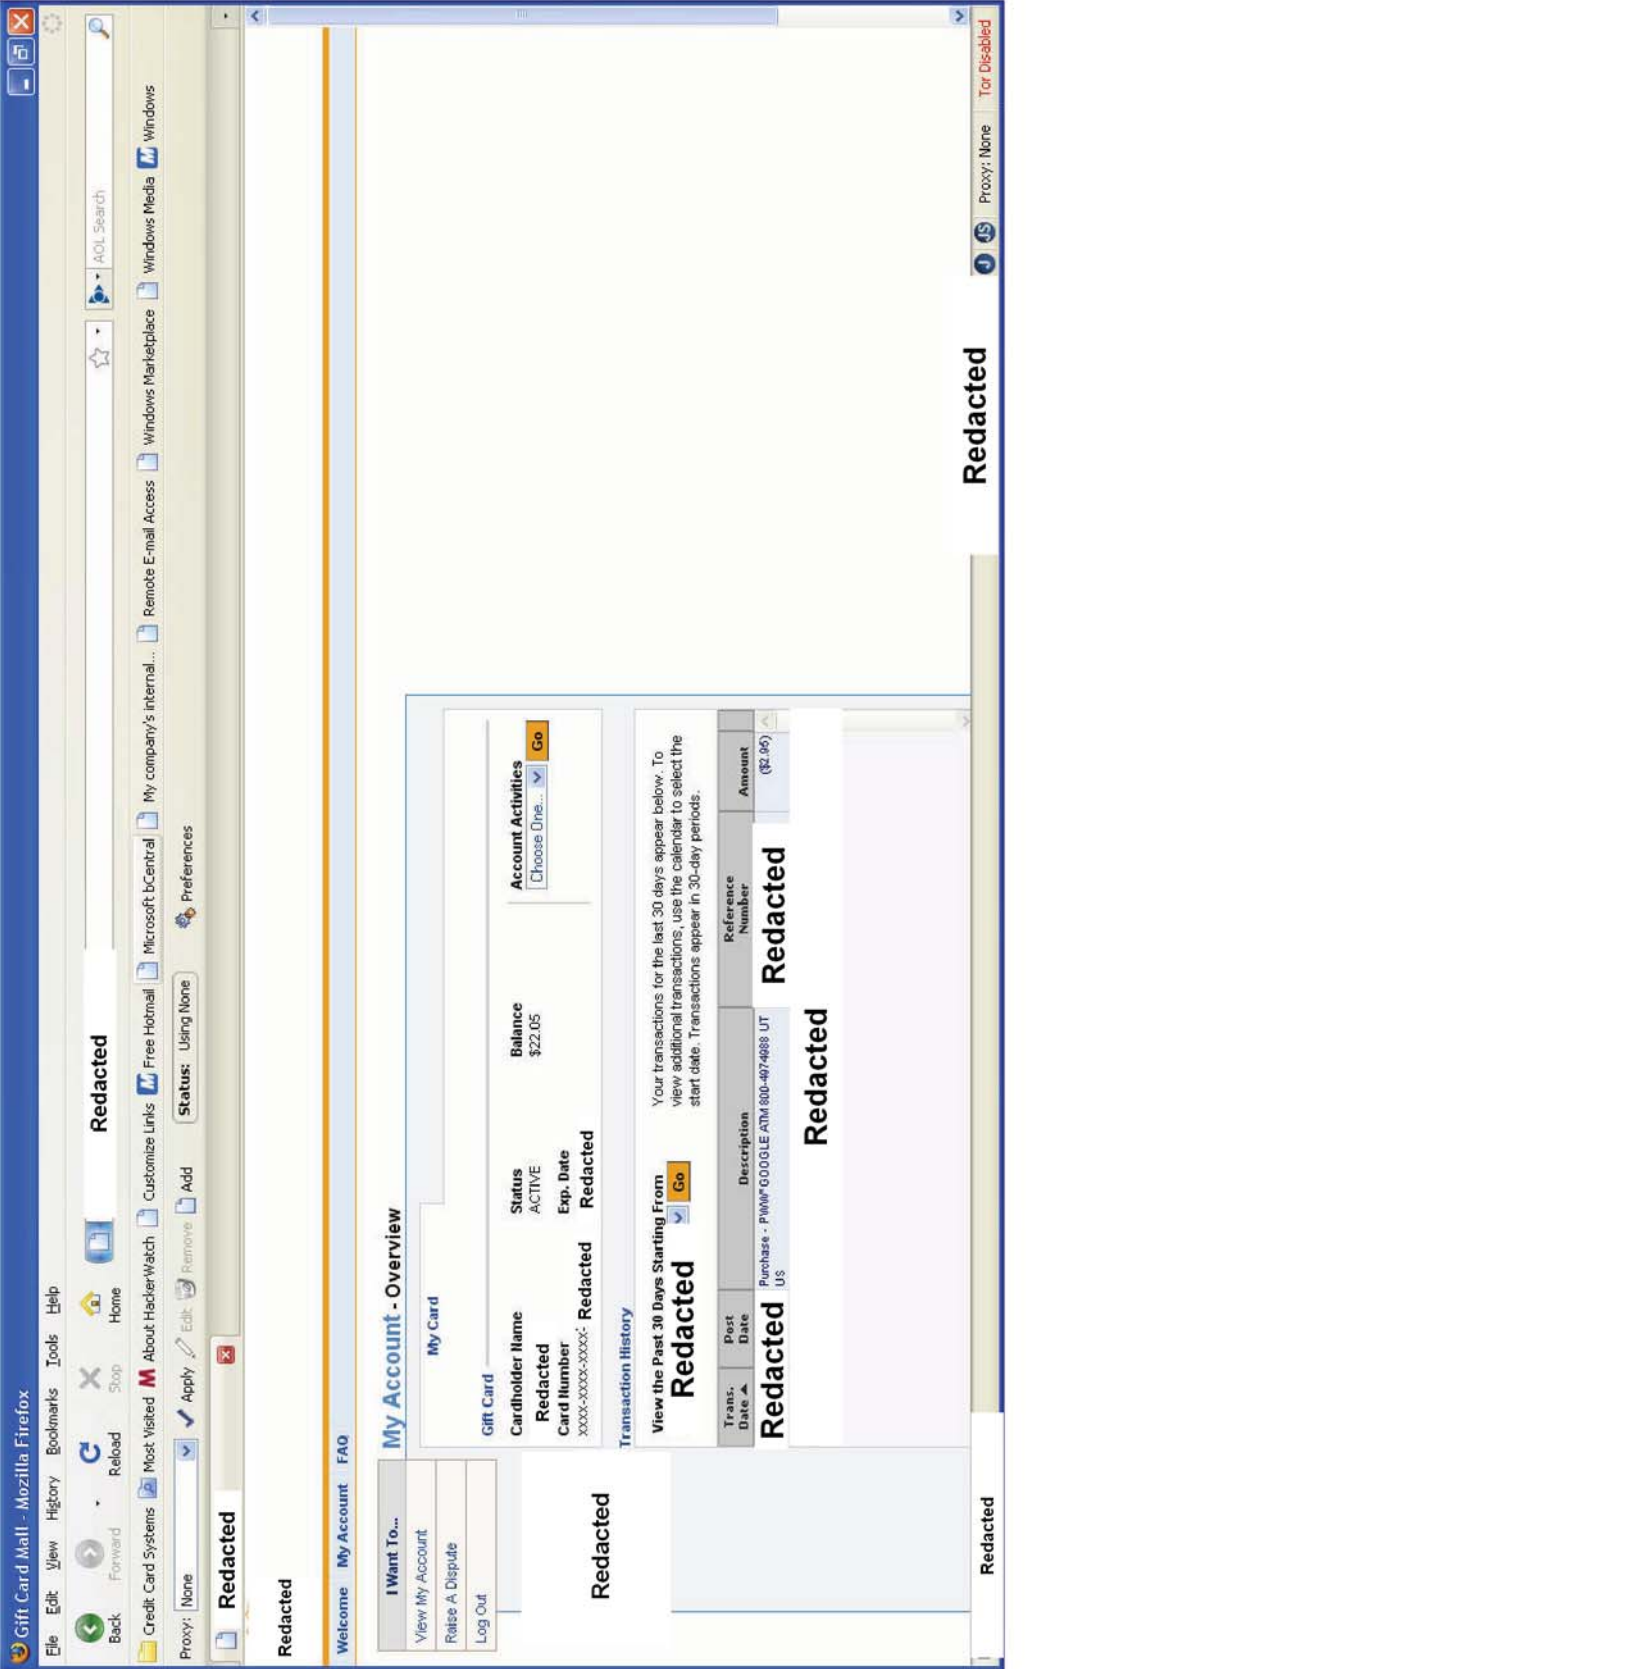 Gift Card Mall - Mozilla Firefox
File Edit View History Bookmarks Tools Help
Back Forward Reload Stop Home Redacted AOL Search
Credit Card Systems Most Visited M About HackerWatch Customize Links Free Hotmail Microsoft bCentral My company's internal... Remote E-mail Access Windows Marketplace Windows Media Windows
Proxy: None Apply Edit Remove Add Status: Using None Preferences
Redacted
Redacted
Welcome My Account FAQ
I Want To...
View My Account
Raise A Dispute
Log Out
Redacted
My Account - Overview
My Card
Gift Card
Cardholder Name Status Balance Account Activities
Redacted ACTIVE $22.05 Choose One... Go
Card Number Exp. Date
xxxx-xxxx-xxxx- Redacted Redacted
Transaction History
View the Past 30 Days Starting From
Redacted Go
Your transactions for the last 30 days appear below. To
view additional transactions, use the calendar to select the
start date. Transactions appear in 30-day periods.
Trans. Date Post Date Description Reference Number Amount
Redacted Purchase - PWW*GOOGLE ATM 800-4974988 UT Redacted ($2.95)
US
Redacted
Redacted Redacted J JS Proxy: None Tor Disabled